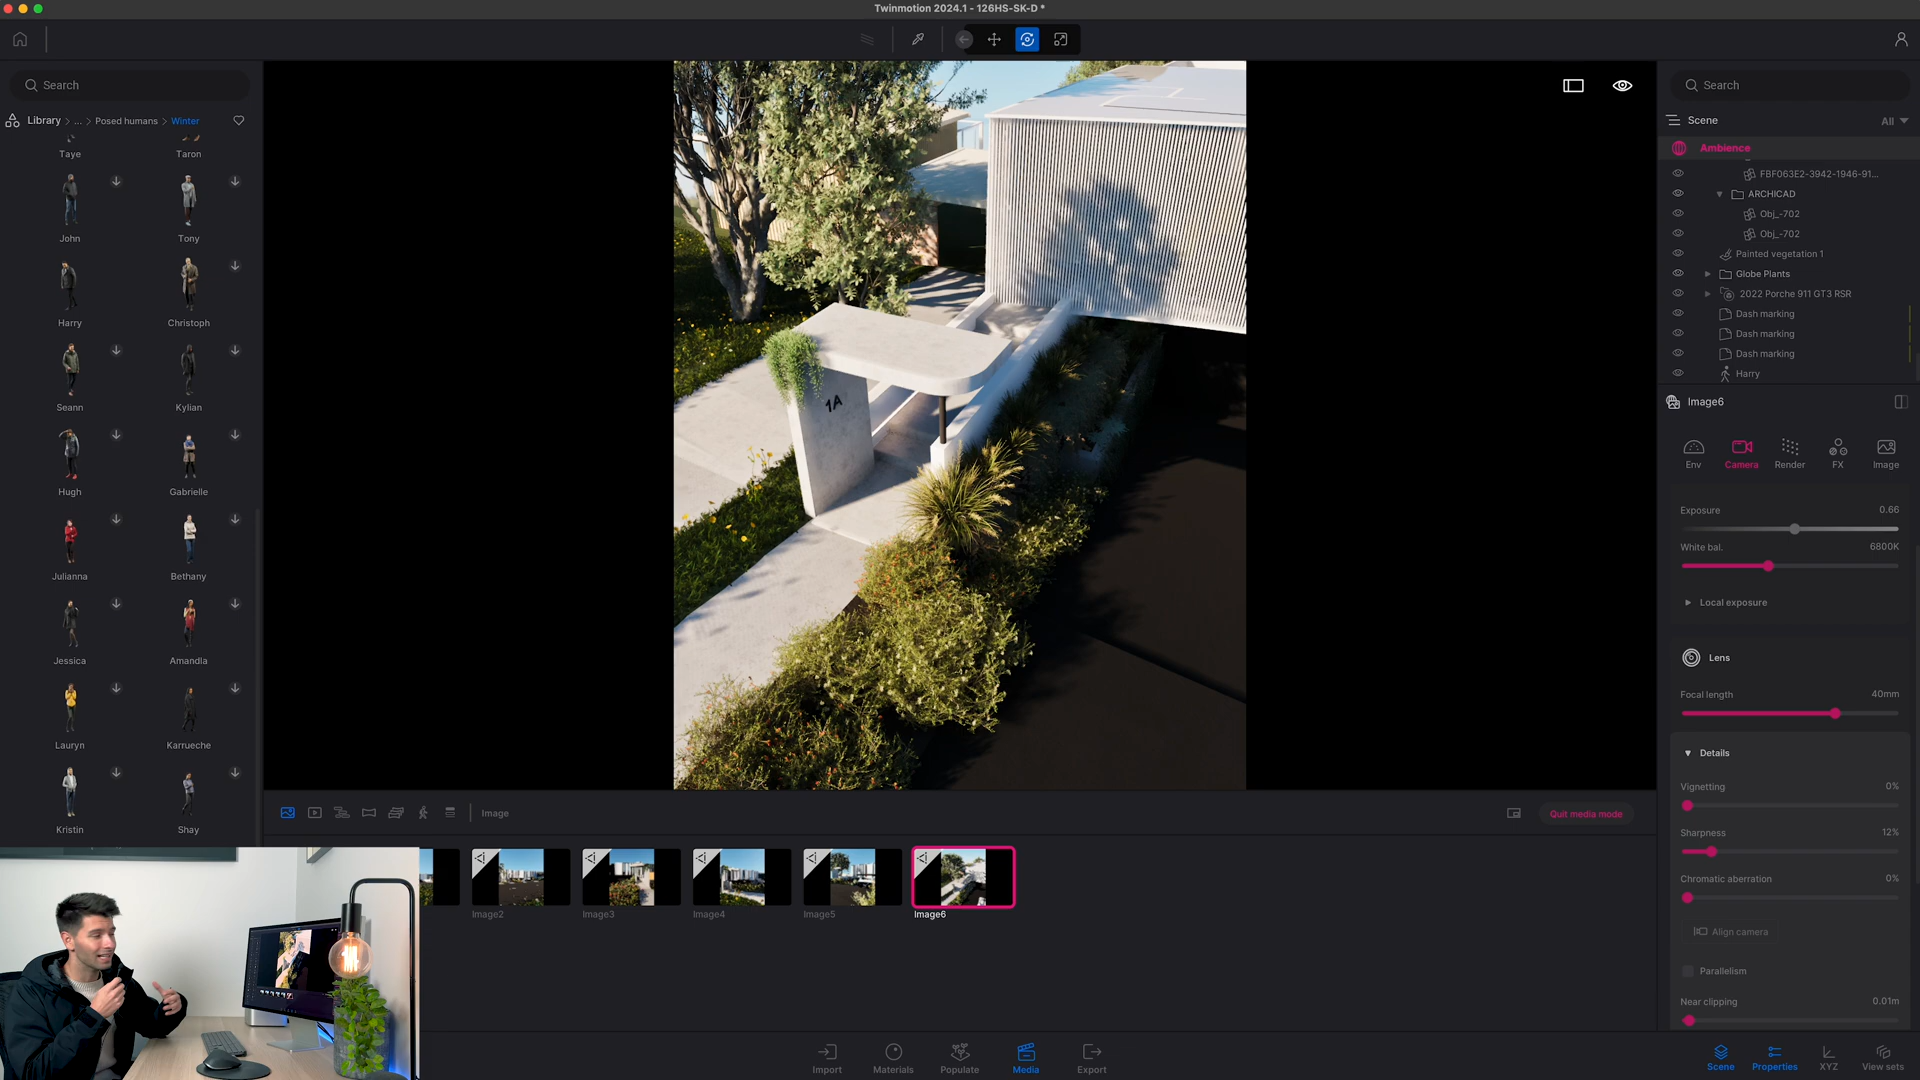 Twinmotion 2024.1 - 126HS-SK-D *
Search
Library > ... > Posed humans > Winter
Taye
Taron
John
Tony
Harry
Christoph
Seann
Kylian
Hugh
Gabrielle
Julianna
Bethany
Jessica
Amandla
Lauryn
Karrueche
Kristin
Shay
1A
Search
Scene
All
Ambience
FBF063E2-3942-1946-91...
ARCHICAD
Obj_-702
Obj_-702
Painted vegetation 1
Globe Plants
2022 Porche 911 GT3 RSR
Dash marking
Dash marking
Dash marking
Harry
Image6
Env
Camera
Render
FX
Image
Exposure 0.66
White bal. 6800K
Local exposure
Lens
Focal length 40mm
Details
Vignetting 0%
Sharpness 12%
Chromatic aberration 0%
Align camera
Parallelism
Near clipping 0.01m
Image
Quit media mode
Image2
Image3
Image4
Image5
Image6
Import
Materials
Populate
Media
Export
Scene
Properties
XYZ
View sets